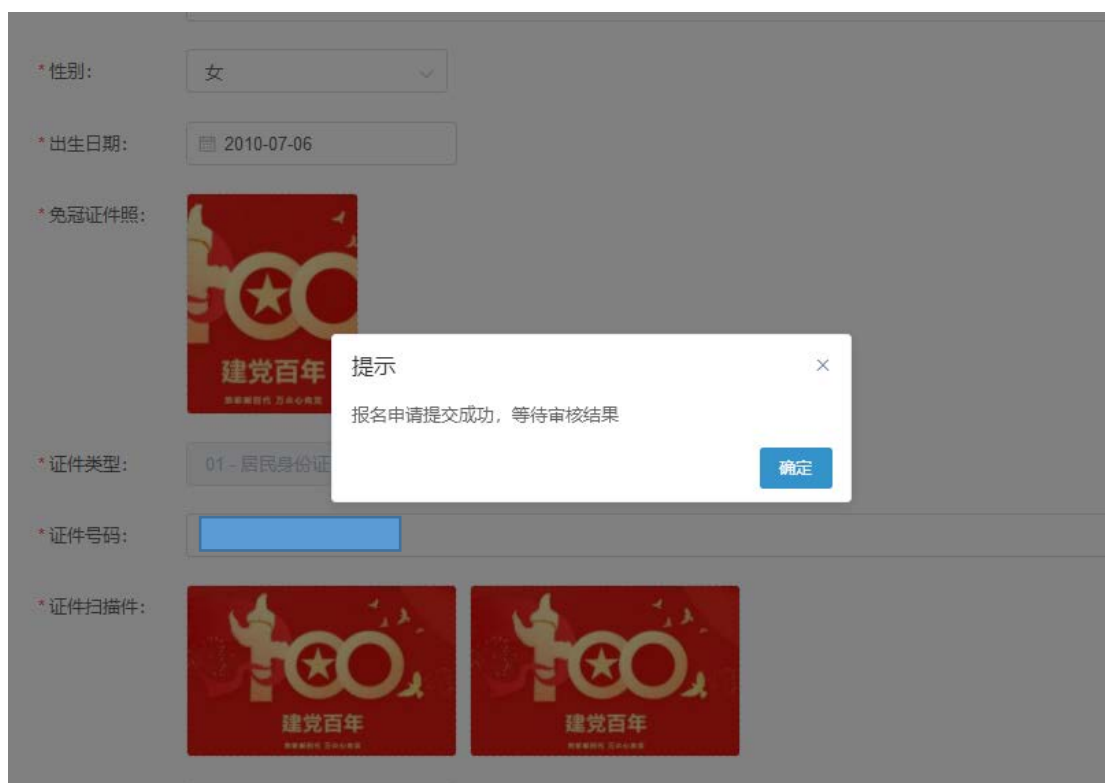 *性别:
女
*出生日期:
2010-07-06
*免冠证件照:
100
建党百年
提示
报名申请提交成功，等待审核结果
确定
*证件类型:
01 - 居民身份证
*证件号码:
*证件扫描件:
100
建党百年
100
建党百年